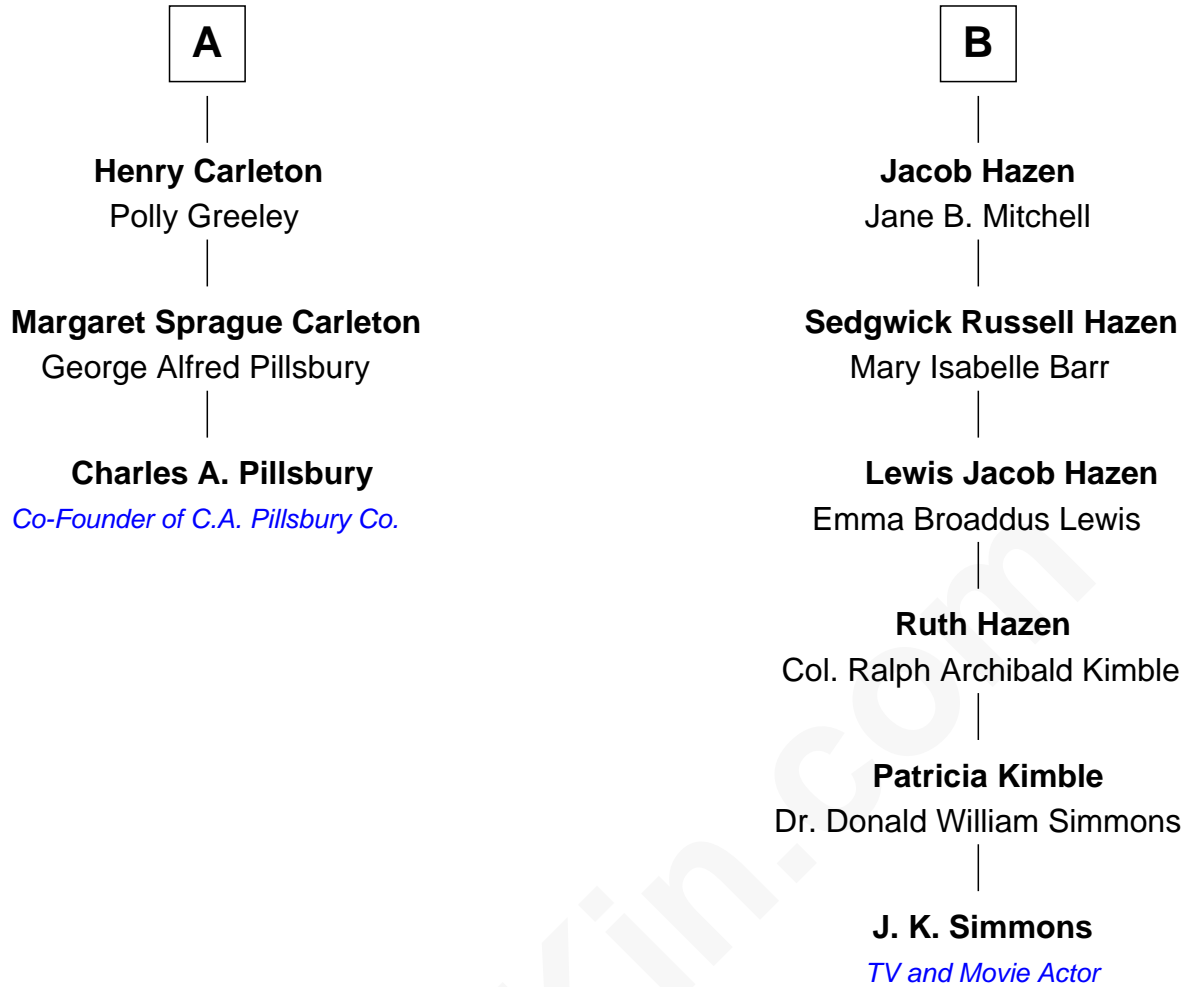 A
Henry Carleton
Polly Greeley
Margaret Sprague Carleton
George Alfred Pillsbury
Charles A. Pillsbury
Co-Founder of C.A. Pillsbury Co.
B
Jacob Hazen
Jane B. Mitchell
Sedgwick Russell Hazen
Mary Isabelle Barr
Lewis Jacob Hazen
Emma Broaddus Lewis
Ruth Hazen
Col. Ralph Archibald Kimble
Patricia Kimble
Dr. Donald William Simmons
J. K. Simmons
TV and Movie Actor
Kin.com